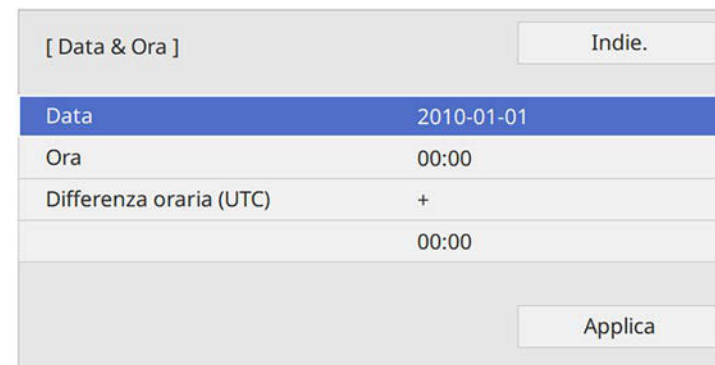 [ Data & Ora ] Indie.
Data 2010-01-01
Ora 00:00
Differenza oraria (UTC) +
00:00
Applica